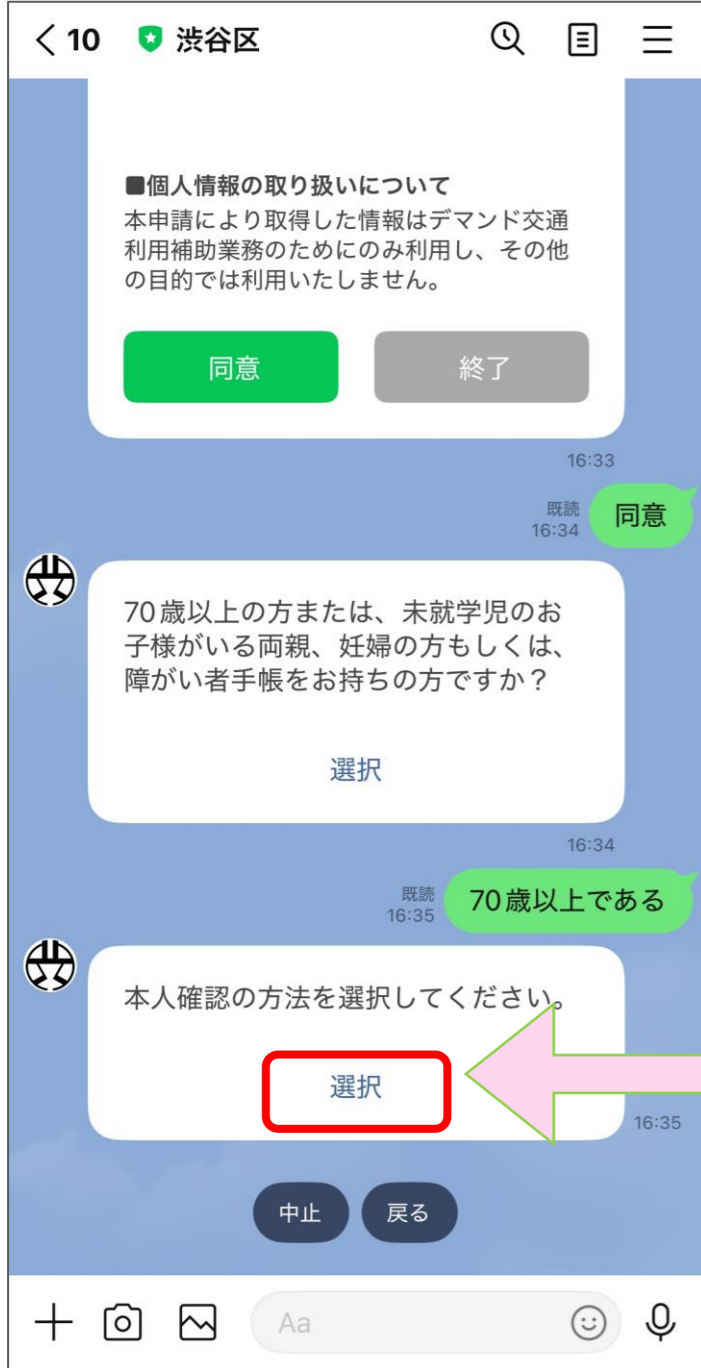 10 渋谷区
■個人情報の取り扱いについて
本申請により取得した情報はデマンド交通
利用補助業務のためにのみ利用し、その他
の目的では利用いたしません。
同意 終了
16:33
既読
16:34
同意
70歳以上の方または、未就学児のお
子様がいる両親、妊婦の方もしくは、
障がい者手帳をお持ちの方ですか？
選択
16:34
既読
16:35
70歳以上である
本人確認の方法を選択してください。
選択
16:35
中止 戻る
Aa